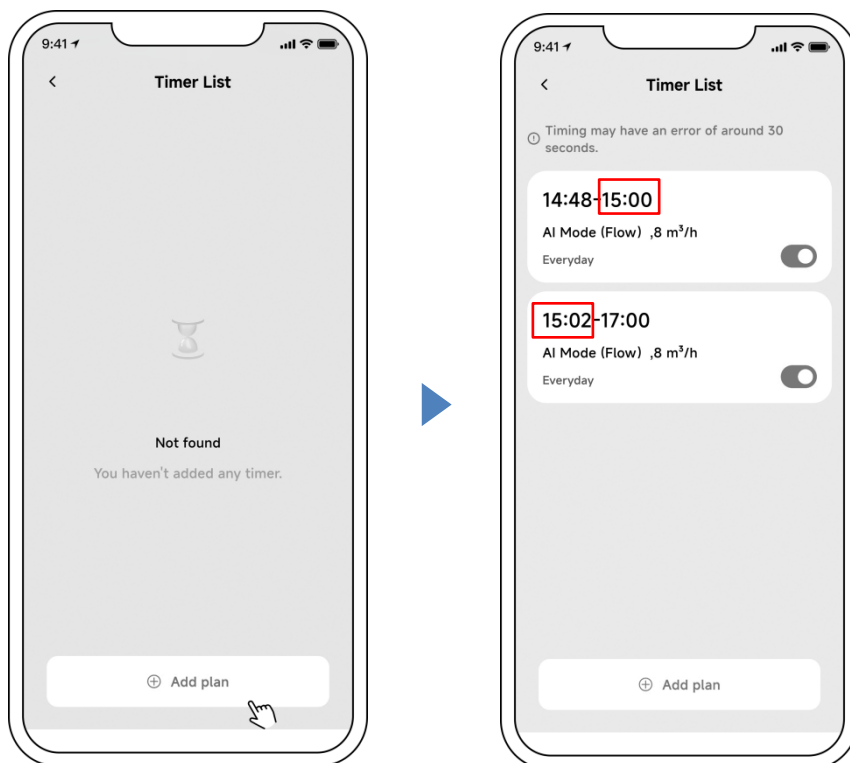 9:41
Timer List
Not found
You haven't added any timer.
Add plan
9:41
Timer List
Timing may have an error of around 30
seconds.
14:48-15:00
AI Mode (Flow) ,8 m³/h
Everyday
15:02-17:00
AI Mode (Flow) ,8 m³/h
Everyday
Add plan